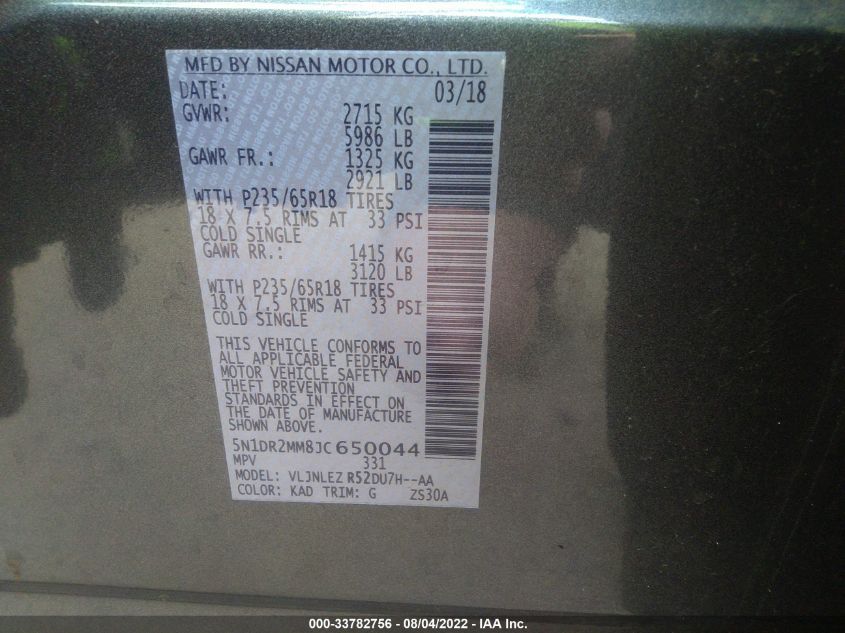 MFD BY NISSAN MOTOR CO., LTD.
DATE: 03/18
GVWR: 2715 KG
5986 LB
GAWR FR.: 1325 KG
2921 LB
WITH P235/65R18 TIRES
18 X 7.5 RIMS AT 33 PSI
COLD SINGLE
GAWR RR.: 1415 KG
3120 LB
WITH P235/65R18 TIRES
18 X 7.5 RIMS AT 33 PSI
COLD SINGLE
THIS VEHICLE CONFORMS TO
ALL APPLICABLE FEDERAL
MOTOR VEHICLE SAFETY AND
THEFT PREVENTION
STANDARDS IN EFFECT ON
THE DATE OF MANUFACTURE
SHOWN ABOVE.
5N1DR2MM8JC650044
MPV 331
MODEL: VLJNLEZ R52DU7H--AA
COLOR: KAD TRIM: G ZS30A
000-33782756 - 08/04/2022 - IAA Inc.